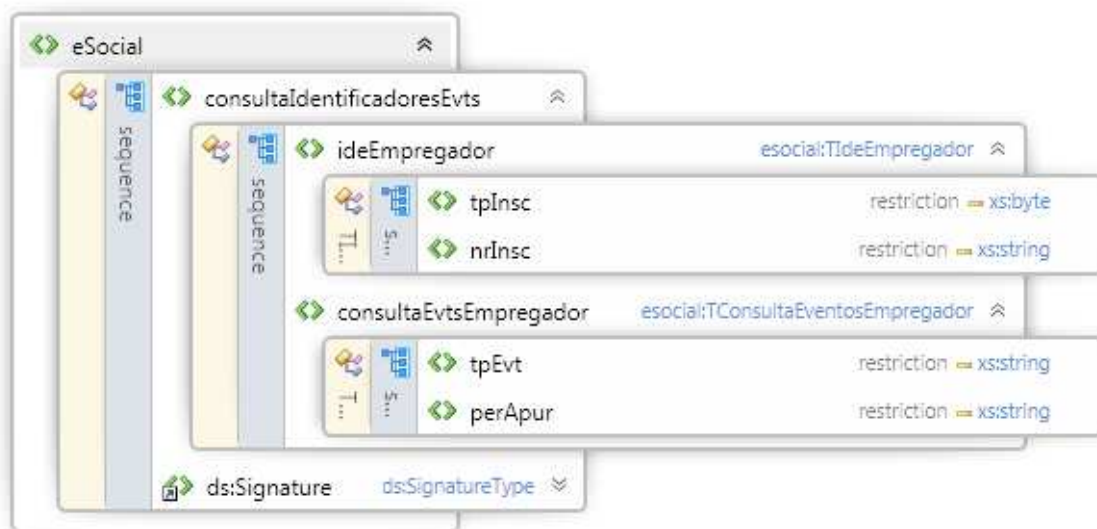 eSocial
sequence
consultaIdentificadoresEvts
sequence
ideEmpregador esocial:TIdeEmpregador
TI... s... tpInsc restriction xs:byte
nrInsc restriction xs:string
consultaEvtsEmpregador esocial:TConsultaEventosEmpregador
T... s... tpEvt restriction xs:string
perApur restriction xs:string
ds:Signature ds:SignatureType